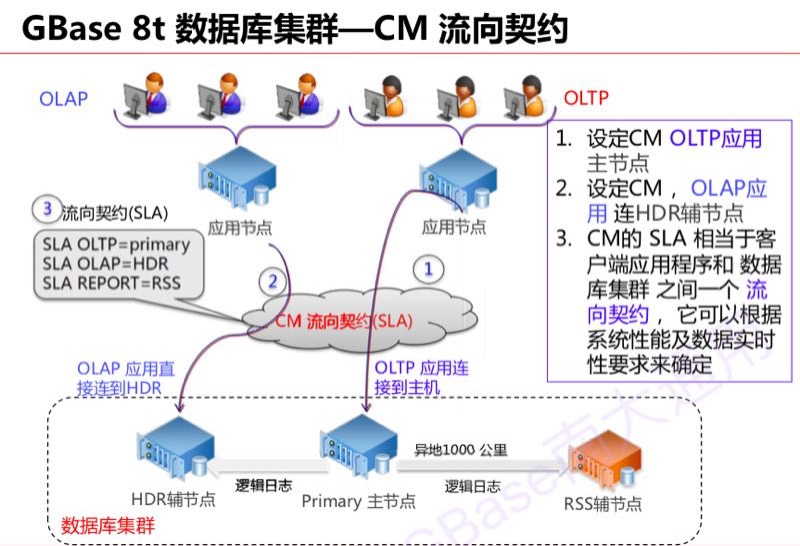 GBase 8t 数据库集群—CM 流向契约
OLAP
OLTP
应用节点
应用节点
③ 流向契约(SLA)
SLA OLTP=primary
SLA OLAP=HDR
SLA REPORT=RSS
②
①
CM 流向契约(SLA)
OLAP 应用直
接连到HDR
OLTP 应用连
接到主机
1. 设定CM OLTP应用
主节点
2. 设定CM ，OLAP应
用 连HDR辅节点
3. CM的 SLA 相当于客
户端应用程序和 数据
库集群 之间一个 流
向契约 ，它可以根据
系统性能及数据实时
性要求来确定
异地1000 公里
逻辑日志
逻辑日志
HDR辅节点
Primary 主节点
RSS辅节点
数据库集群
GBase南大通用